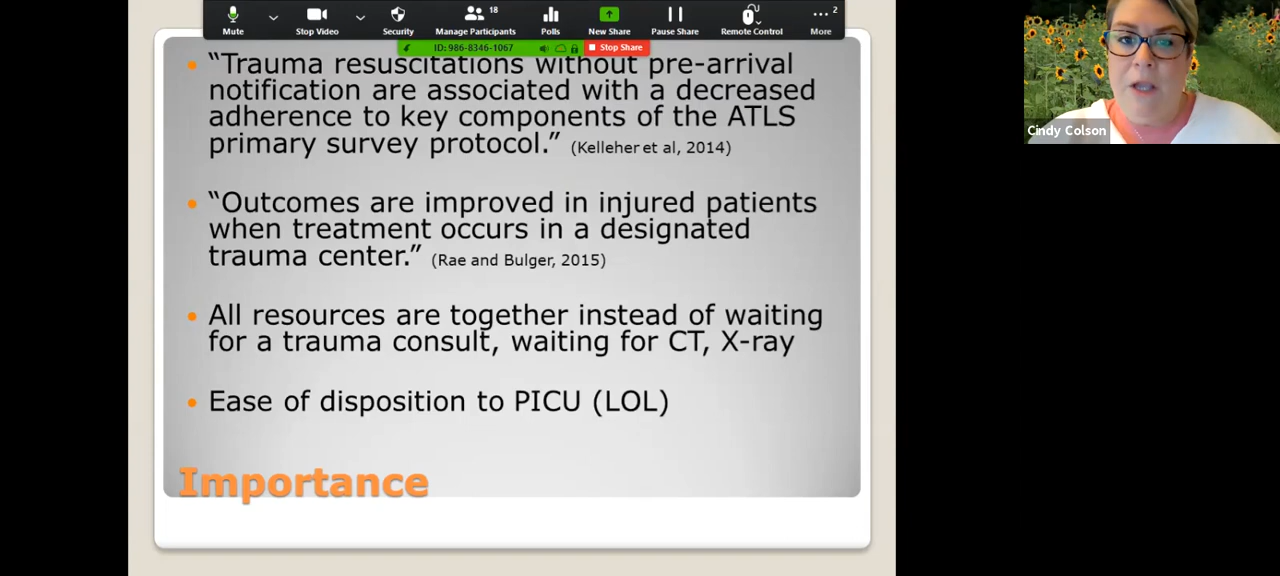 Mute
Stop Video
Security
18
Manage Participants
Polls
New Share
Pause Share
Remote Control
2
More
ID: 986-8346-1067
Stop Share
“Trauma resuscitations without pre-arrival
notification are associated with a decreased
adherence to key components of the ATLS
primary survey protocol.” (Kelleher et al, 2014)
“Outcomes are improved in injured patients
when treatment occurs in a designated
trauma center.” (Rae and Bulger, 2015)
All resources are together instead of waiting
for a trauma consult, waiting for CT, X-ray
Ease of disposition to PICU (LOL)
Importance
Cindy Colson